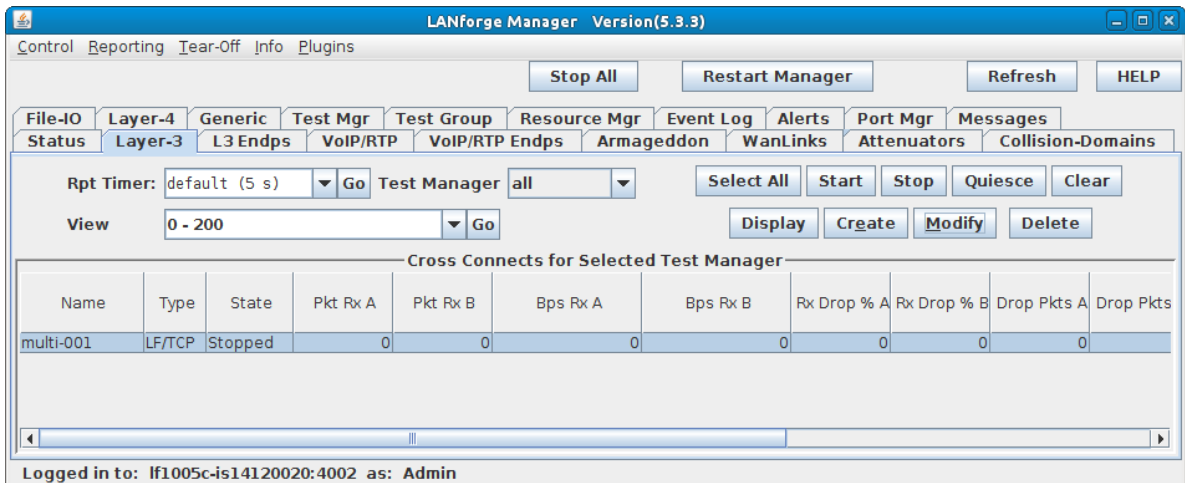 LANforge Manager Version(5.3.3)
Control Reporting Tear-Off Info Plugins
Stop All Restart Manager Refresh HELP
File-IO Layer-4 Generic Test Mgr Test Group Resource Mgr Event Log Alerts Port Mgr Messages
Status Layer-3 L3 Endps VoIP/RTP VoIP/RTP Endps Armageddon WanLinks Attenuators Collision-Domains
Rpt Timer: default (5 s) Go Test Manager all Select All Start Stop Quiesce Clear
View 0 - 200 Go Display Create Modify Delete
Cross Connects for Selected Test Manager
Name Type State Pkt Rx A Pkt Rx B Bps Rx A Bps Rx B Rx Drop % A Rx Drop % B Drop Pkts A Drop Pkts
multi-001 LF/TCP Stopped 0 0 0 0 0 0 0
Logged in to: lf1005c-is14120020:4002 as: Admin